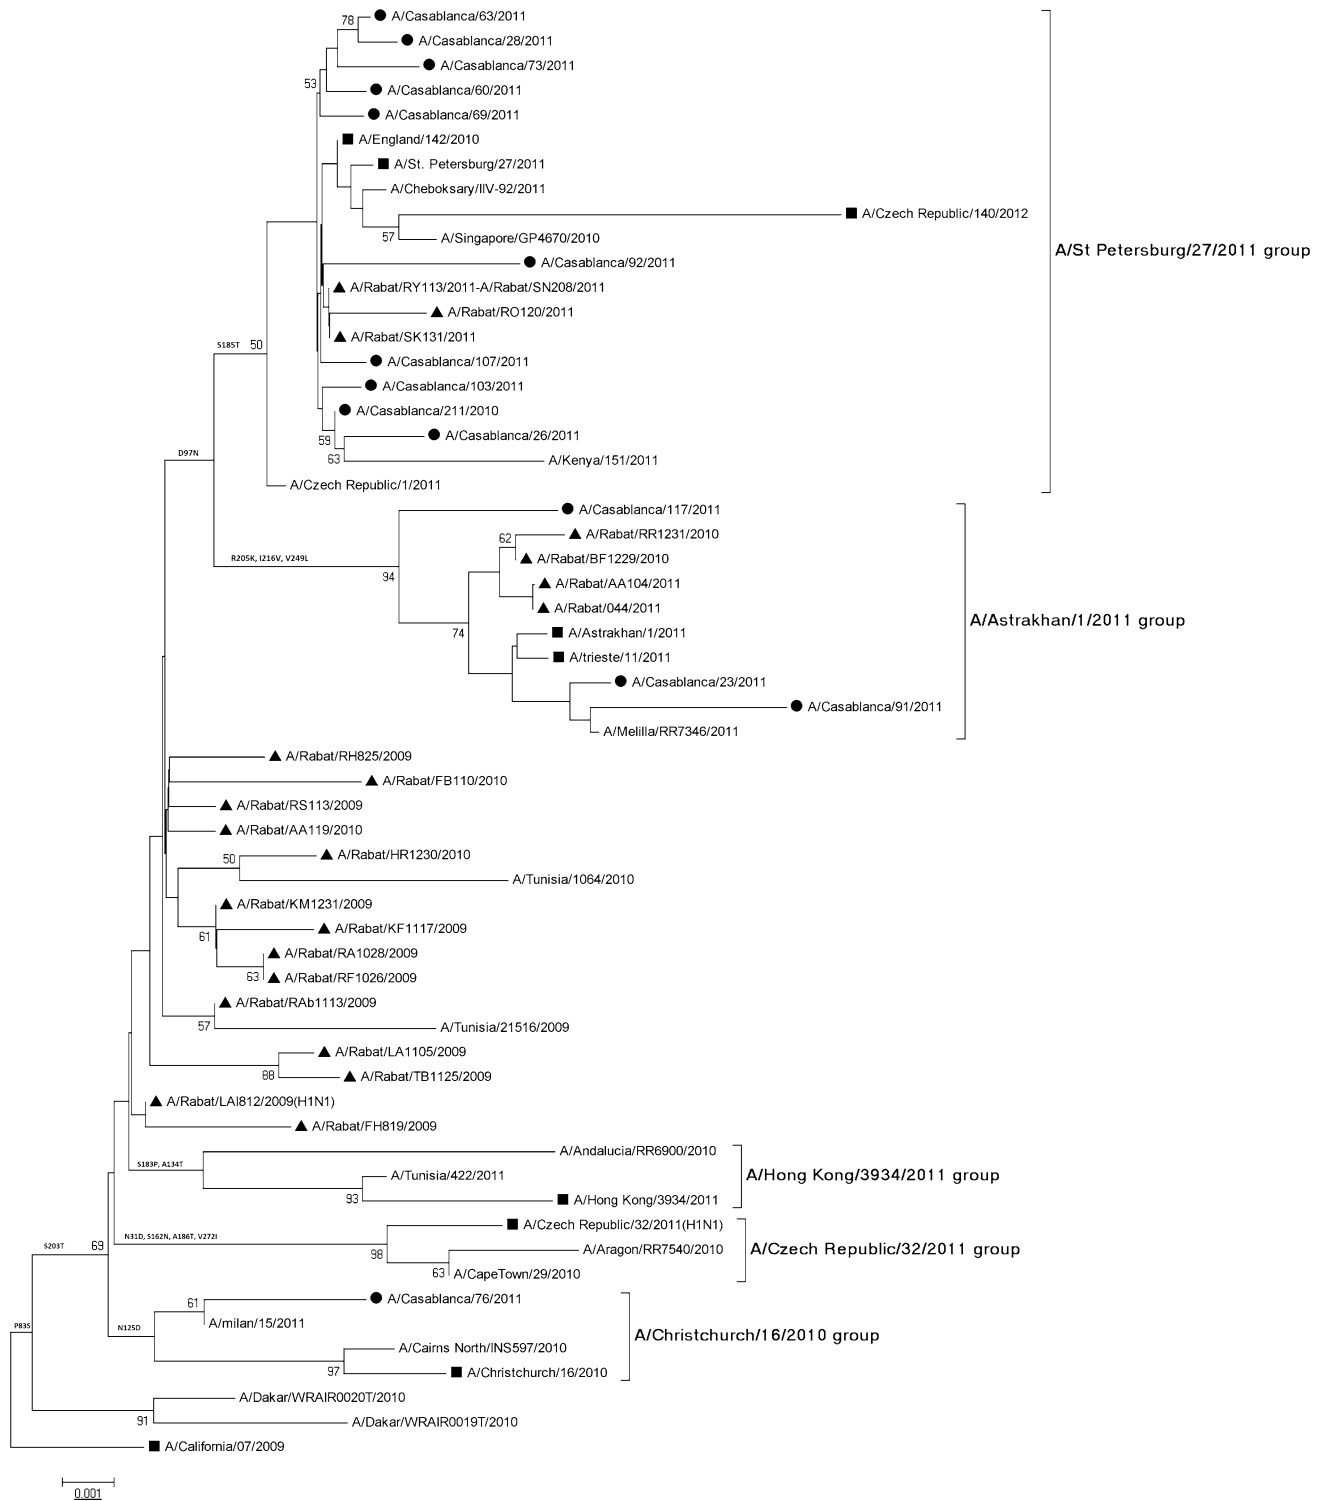 78
A/Casablanca/63/2011
A/Casablanca/28/2011
A/Casablanca/73/2011
53
A/Casablanca/60/2011
A/Casablanca/69/2011
A/England/142/2010
A/St. Petersburg/27/2011
A/Cheboksary/IIV-92/2011
A/Czech Republic/140/2012
57
A/Singapore/GP4670/2010
A/St Petersburg/27/2011 group
A/Casablanca/92/2011
A/Rabat/RY113/2011-A/Rabat/SN208/2011
A/Rabat/RO120/2011
A/Rabat/SK131/2011
S185T
50
A/Casablanca/107/2011
A/Casablanca/103/2011
A/Casablanca/211/2010
59
A/Casablanca/26/2011
D97N
63
A/Kenya/151/2011
A/Czech Republic/1/2011
A/Casablanca/117/2011
62
A/Rabat/RR1231/2010
R205K, I216V, V249L
A/Rabat/BF1229/2010
94
A/Rabat/AA104/2011
A/Rabat/044/2011
A/Astrakhan/1/2011 group
74
A/Astrakhan/1/2011
A/trieste/11/2011
A/Casablanca/23/2011
A/Casablanca/91/2011
A/Melilla/RR7346/2011
A/Rabat/RH825/2009
A/Rabat/FB110/2010
A/Rabat/RS113/2009
A/Rabat/AA119/2010
50
A/Rabat/HR1230/2010
A/Tunisia/1064/2010
A/Rabat/KM1231/2009
61
A/Rabat/KF1117/2009
A/Rabat/RA1028/2009
63
A/Rabat/RF1026/2009
A/Rabat/RAb1113/2009
57
A/Tunisia/21516/2009
A/Rabat/LA1105/2009
88
A/Rabat/TB1125/2009
A/Rabat/LAI812/2009(H1N1)
A/Rabat/FH819/2009
A/Andalucia/RR6900/2010
S183P, A134T
A/Tunisia/422/2011
A/Hong Kong/3934/2011 group
93
A/Hong Kong/3934/2011
A/Czech Republic/32/2011(H1N1)
N31D, S162N, A186T, V272I
S203T
69
98
A/Aragon/RR7540/2010
A/Czech Republic/32/2011 group
63
A/CapeTown/29/2010
61
A/Casablanca/76/2011
P83S
N125D
A/milan/15/2011
A/Christchurch/16/2010 group
A/Cairns North/INS597/2010
97
A/Christchurch/16/2010
A/Dakar/WRAIR0020T/2010
91
A/Dakar/WRAIR0019T/2010
A/California/07/2009
0.001